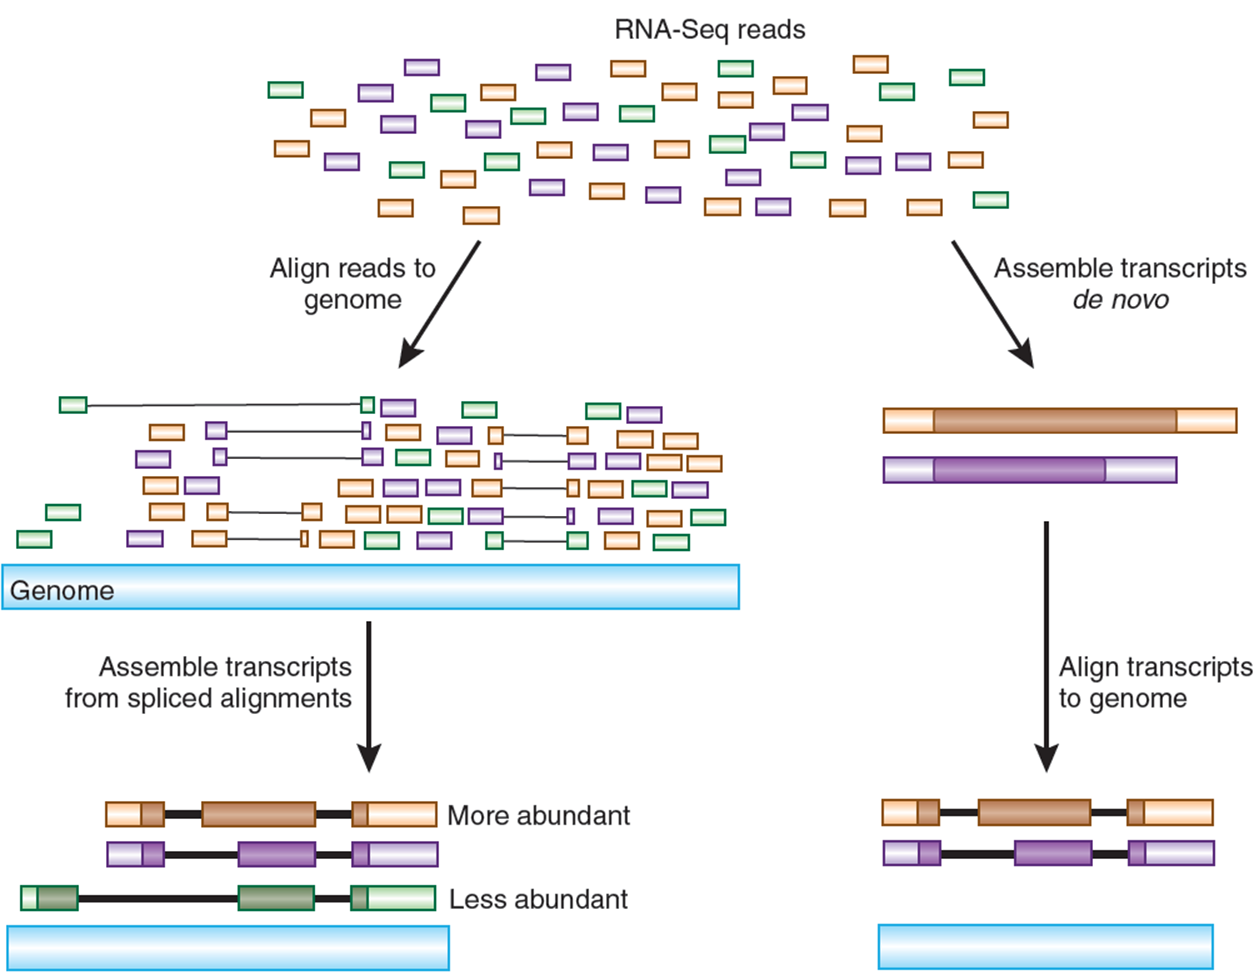 RNA-Seq reads
Align reads to
genome
Assemble transcripts
de novo
Genome
Assemble transcripts
from spliced alignments
Align transcripts
to genome
More abundant
Less abundant